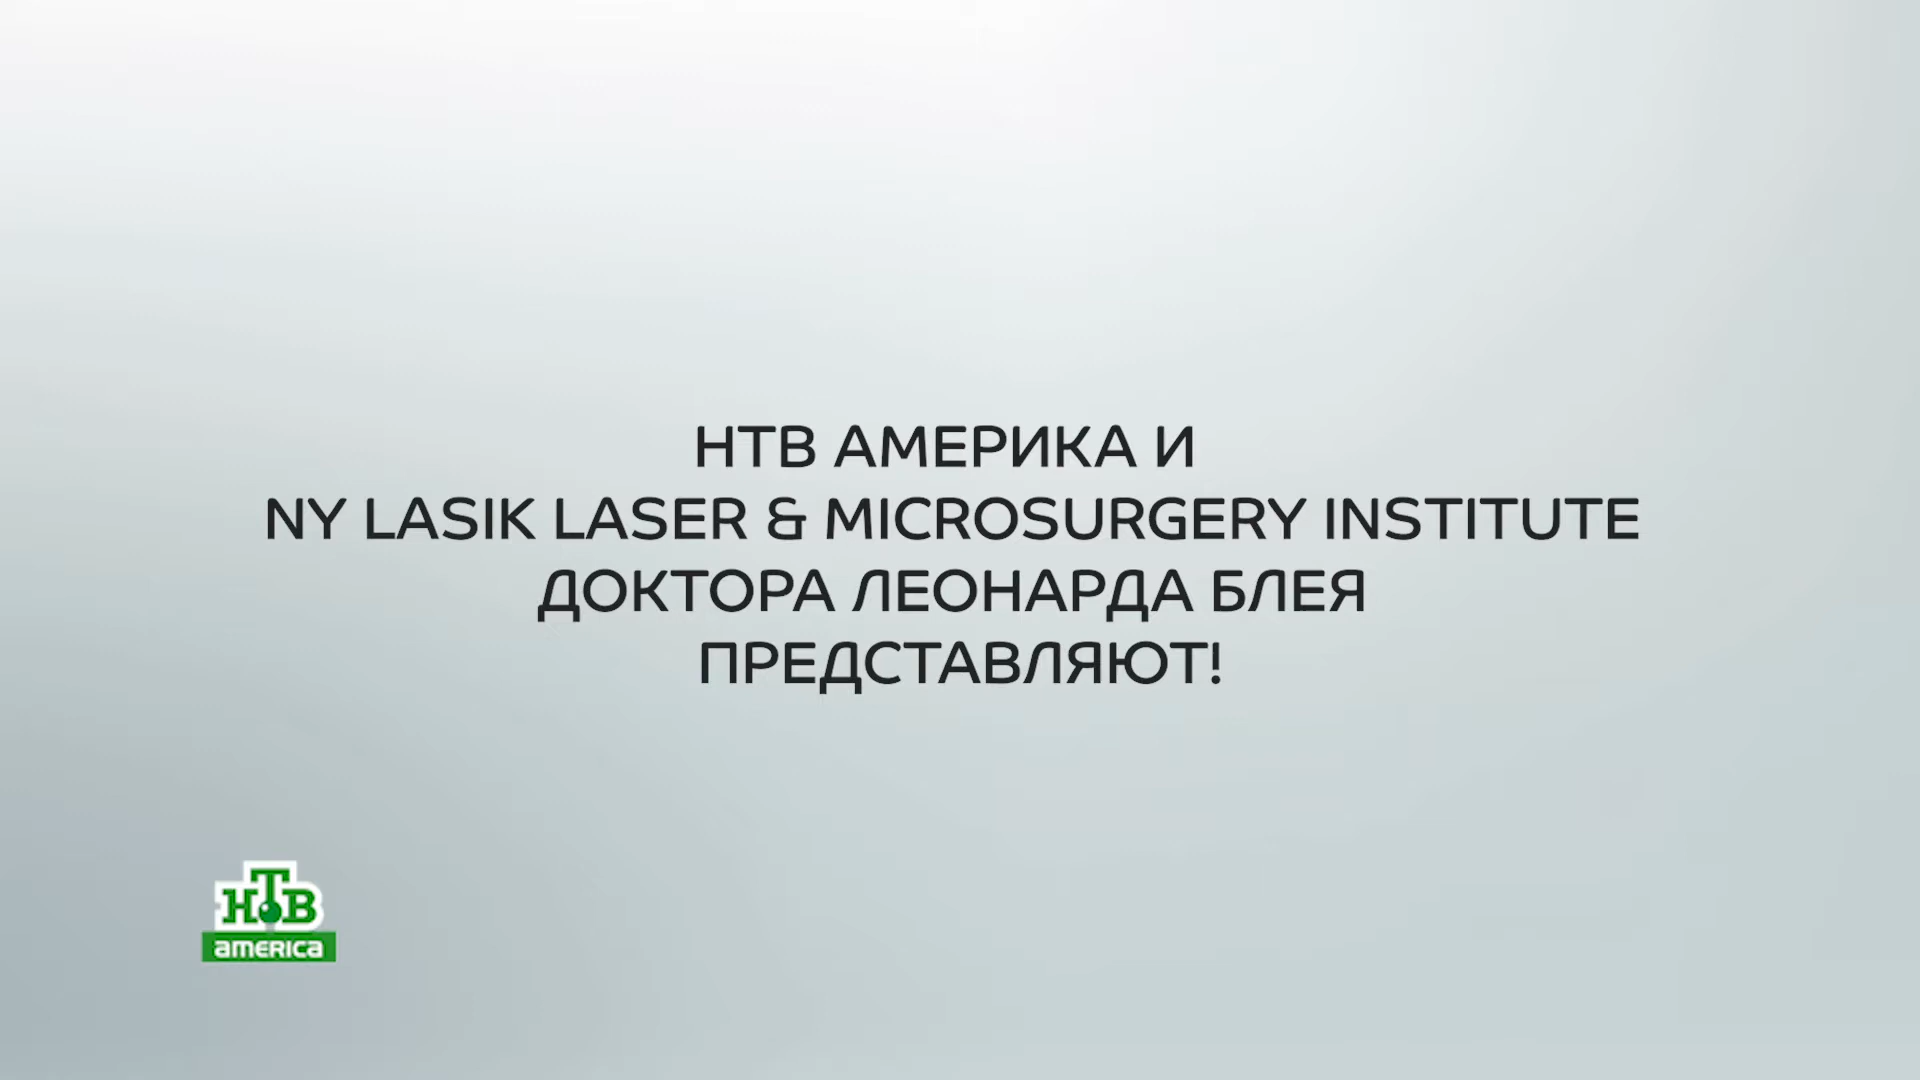 НТВ АМЕРИКА И
NY LASIK LASER & MICROSURGERY INSTITUTE
ДОКТОРА ЛЕОНАРДА БЛЕЯ
ПРЕДСТАВЛЯЮТ!
НТВ
america